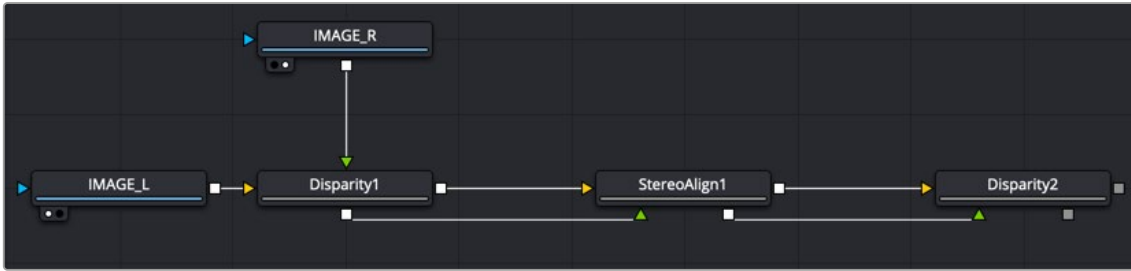 IMAGE_R
IMAGE_L
Disparity1
StereoAlign1
Disparity2